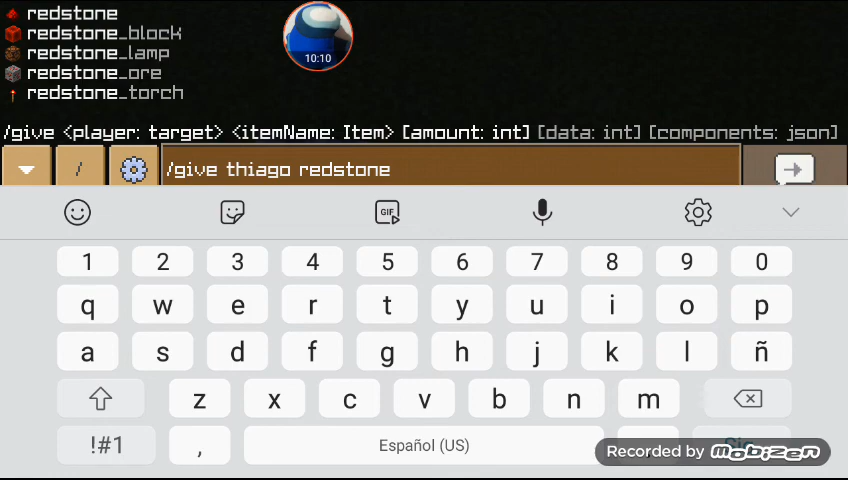 redstone
redstone_block
redstone_lamp
redstone_ore
redstone_torch
10:10
/give <player: target> <itemName: Item> [amount: int] [data: int] [components: json]
/
/give thiago redstone
GIF
1 2 3 4 5 6 7 8 9 0
q w e r t y u i o p
a s d f g h j k l ñ
z x c v b n m
!#1 , Español (US)
Recorded by mobizen